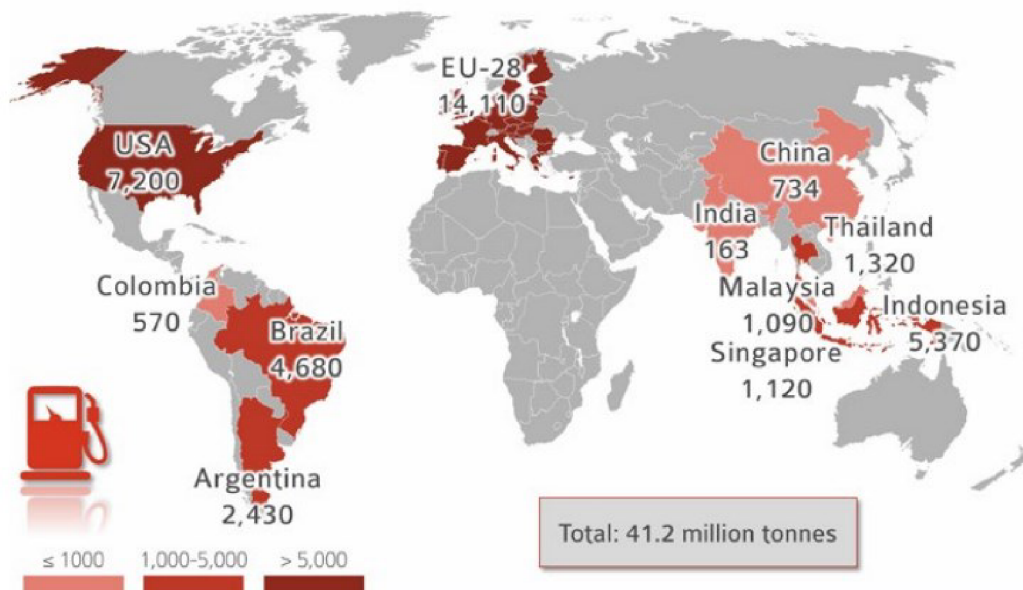 EU-28
14,110
USA
7,200
China
734
India
163
Thailand
1,320
Malaysia
1,090
Indonesia
5,370
Singapore
1,120
Colombia
570
Brazil
4,680
Argentina
2,430
Total: 41.2 million tonnes
≤ 1000 1,000-5,000 > 5,000